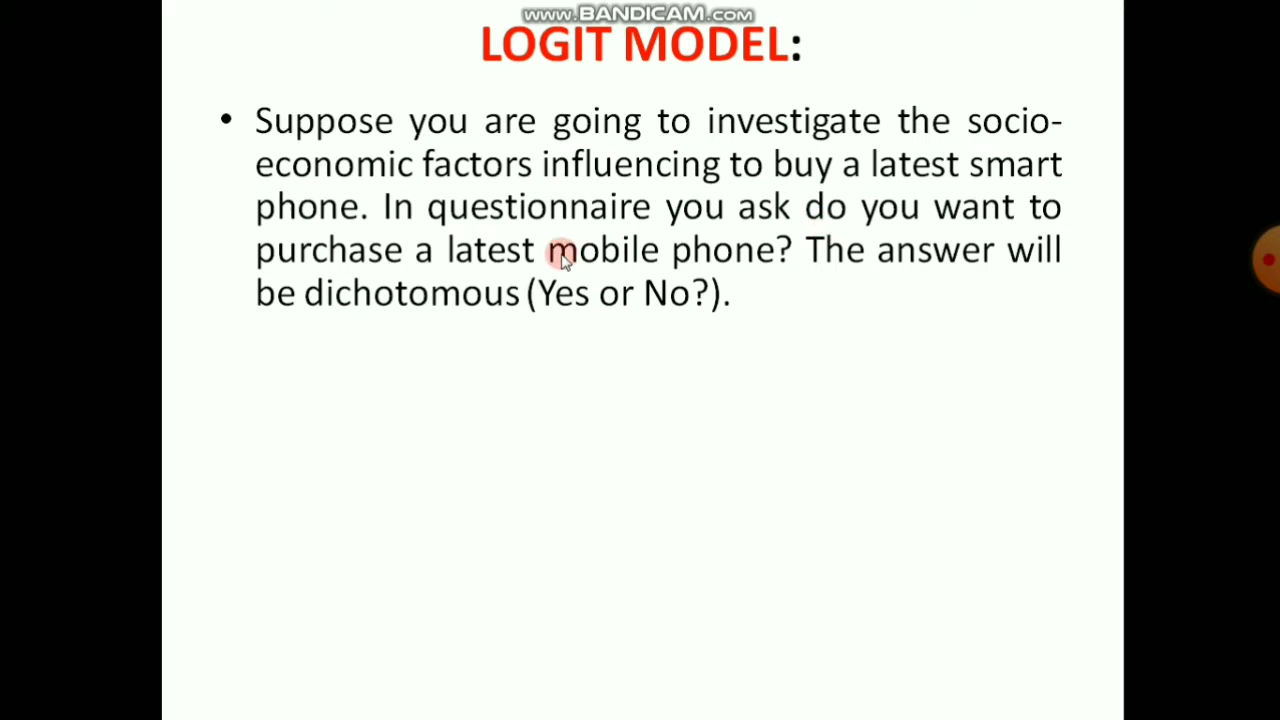 www.BANDICAM.com
LOGIT MODEL:
• Suppose you are going to investigate the socio-
economic factors influencing to buy a latest smart
phone. In questionnaire you ask do you want to
purchase a latest mobile phone? The answer will
be dichotomous (Yes or No?).